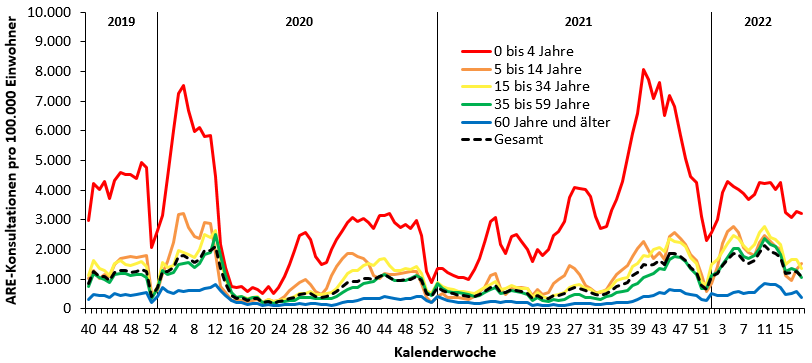 2019 2020 2021 2022
ARE-Konsultationen pro 100.000 Einwohner
10.000
9.000
8.000
7.000
6.000
5.000
4.000
3.000
2.000
1.000
0
0 bis 4 Jahre
5 bis 14 Jahre
15 bis 34 Jahre
35 bis 59 Jahre
60 Jahre und älter
Gesamt
40 44 48 52 4 8 12 16 20 24 28 32 36 40 44 48 52 3 7 11 15 19 23 27 31 35 39 43 47 51 3 7 11 15
Kalenderwoche